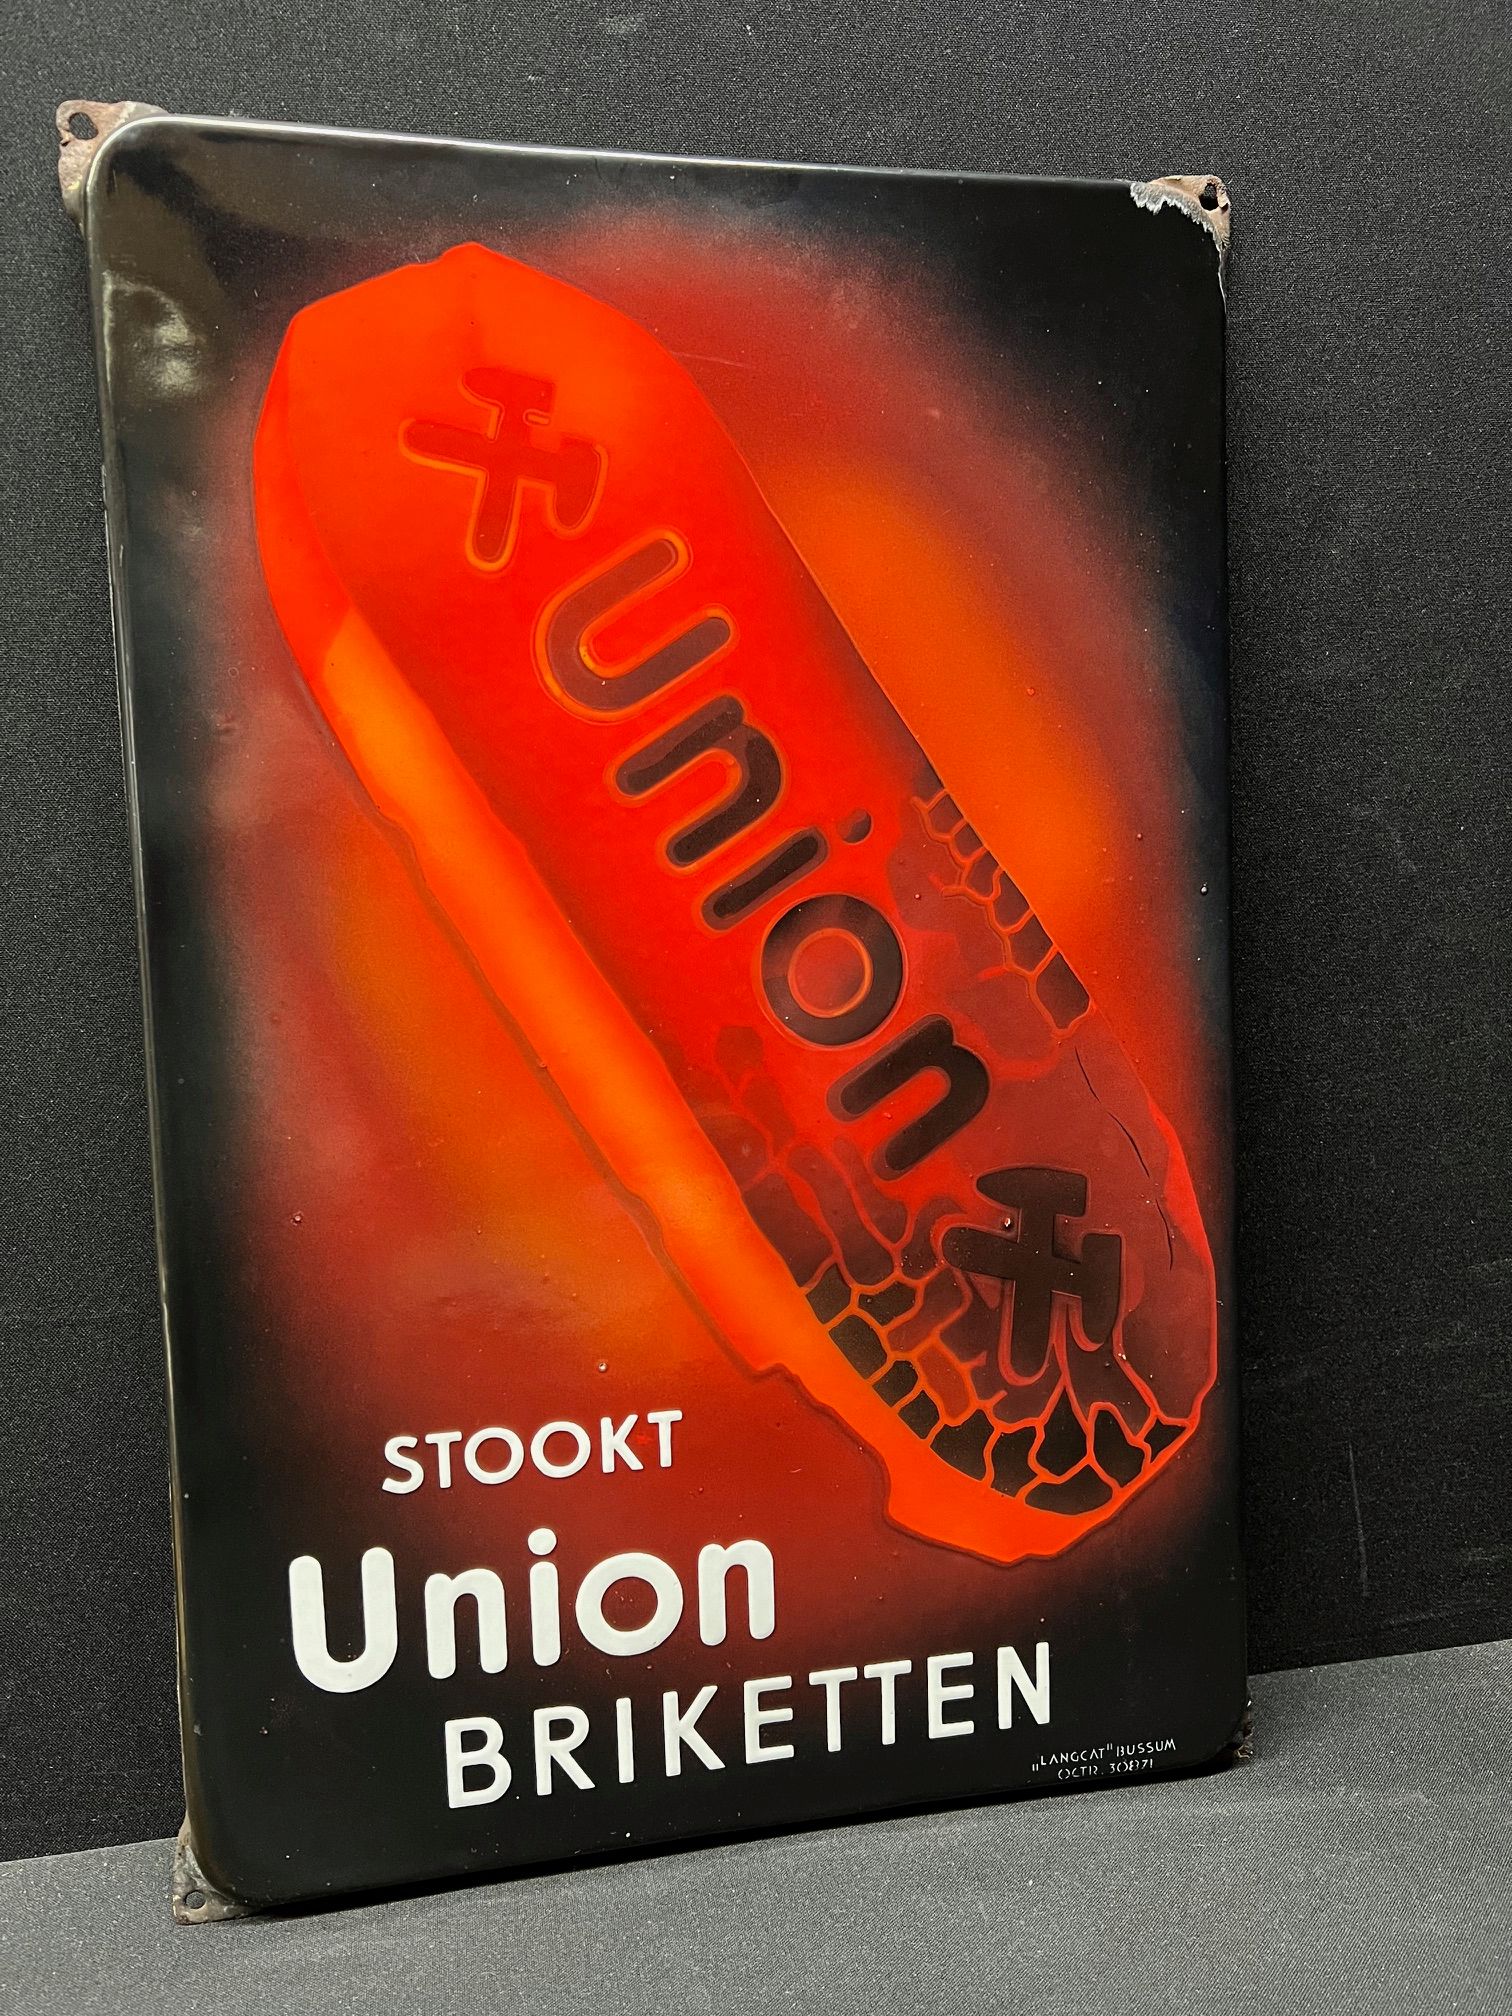 Union
STOOKT
Union
BRIKETTEN
„LANGCAT" BUSSUM
OCTR. 30871